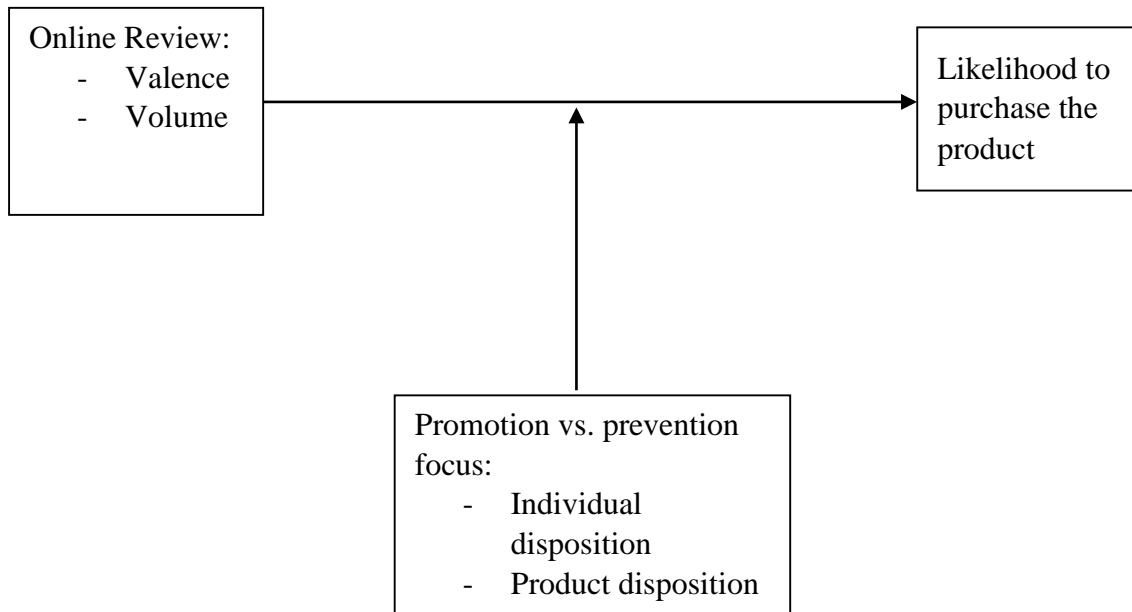 Online Review:
- Valence
- Volume
Likelihood to
purchase the
product
Promotion vs. prevention
focus:
- Individual
disposition
- Product disposition